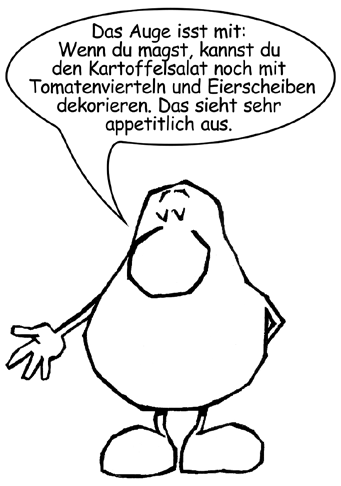 Das Auge isst mit:
Wenn du magst, kannst du
den Kartoffelsalat noch mit
Tomatenvierteln und Eierscheiben
dekorieren. Das sieht sehr
appetitlich aus.